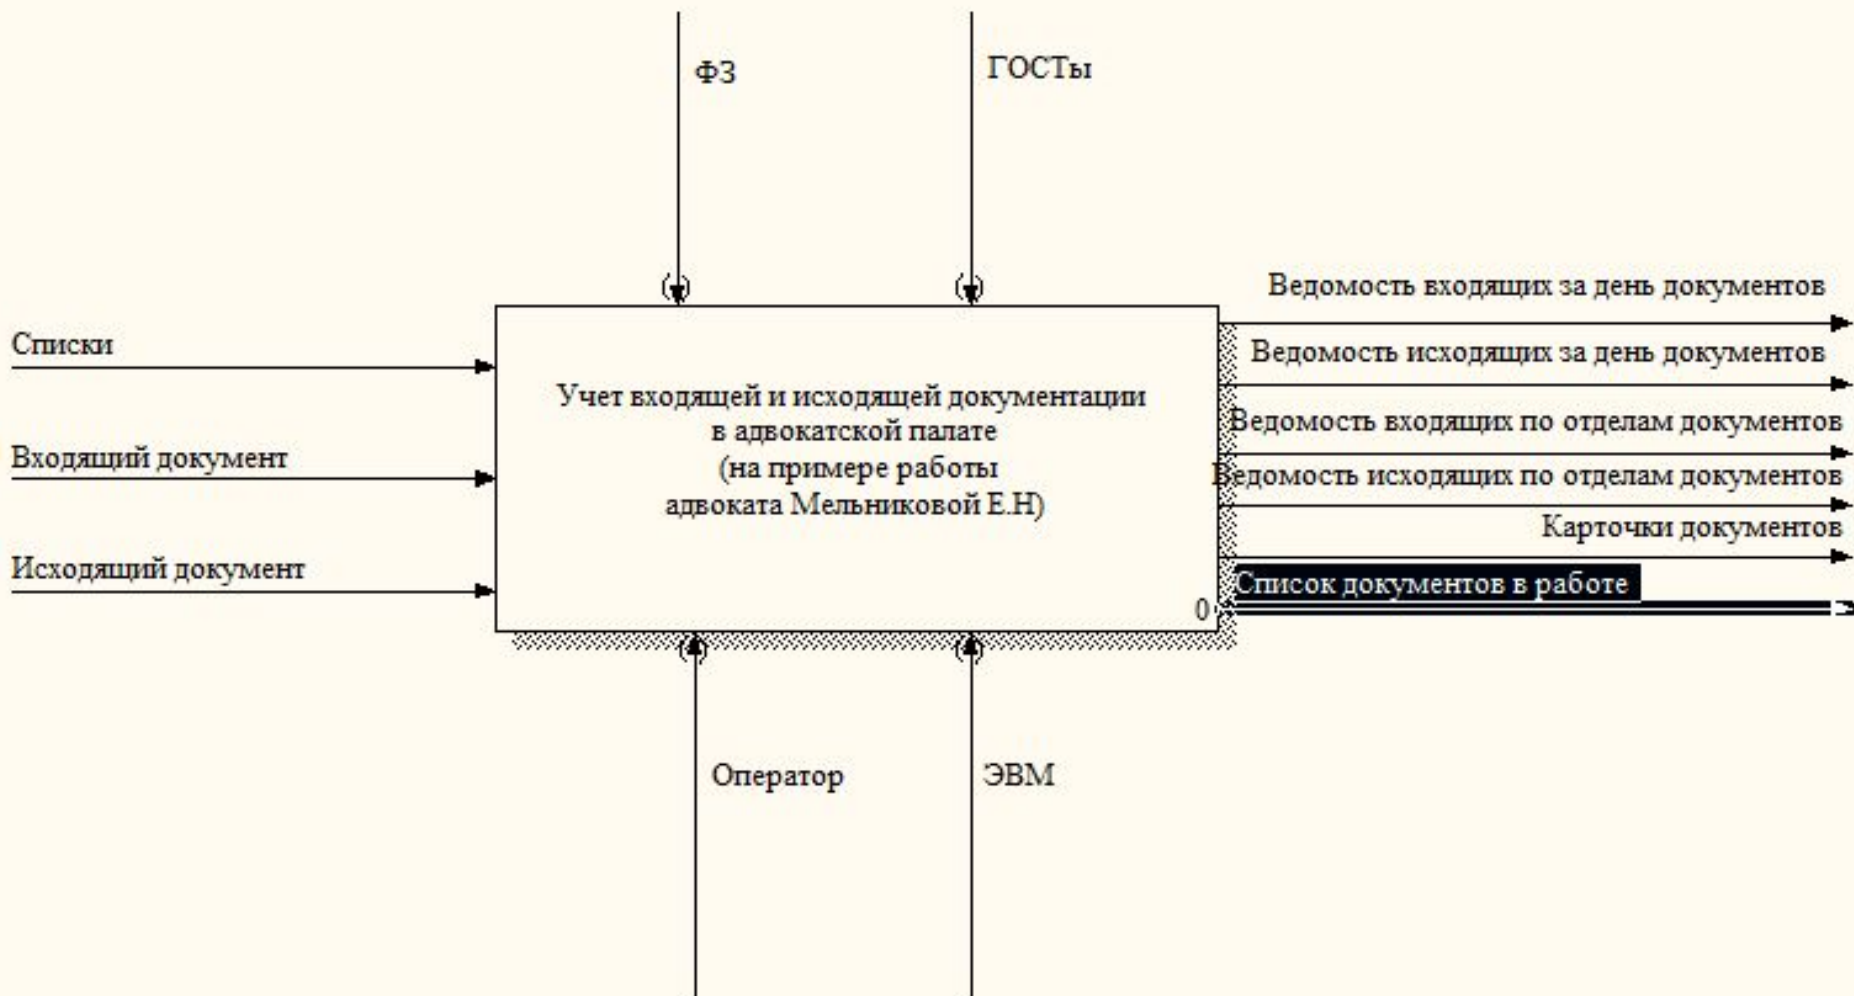 ФЗ
ГОСТы
Ведомость входящих за день документов
Списки
Ведомость исходящих за день документов
Учет входящей и исходящей документации
в адвокатской палате
(на примере работы
адвоката Мельниковой Е.Н)
Ведомость входящих по отделам документов
Входящий документ
Ведомость исходящих по отделам документов
Карточки документов
Исходящий документ
Список документов в работе
0
Оператор
ЭВМ